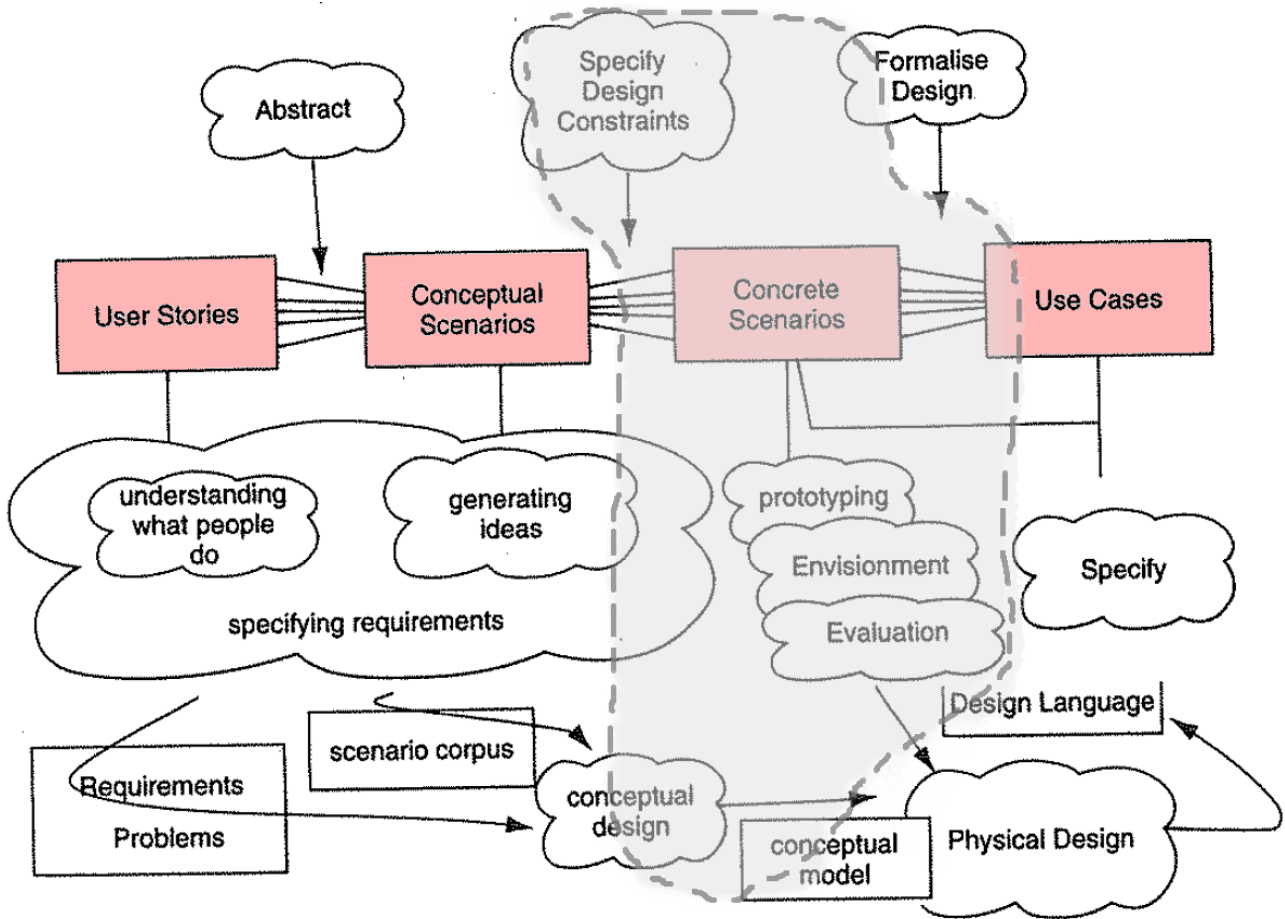 Specify
Design
Constraints
Formalise
Design
Abstract
User Stories
Conceptual
Scenarios
Concrete
Scenarios
Use Cases
understanding
what people
do
generating
ideas
prototyping
Envisionment
Evaluation
Specify
specifying requirements
Design Language
scenario corpus
Requirements
Problems
conceptual
design
conceptual
model
Physical Design